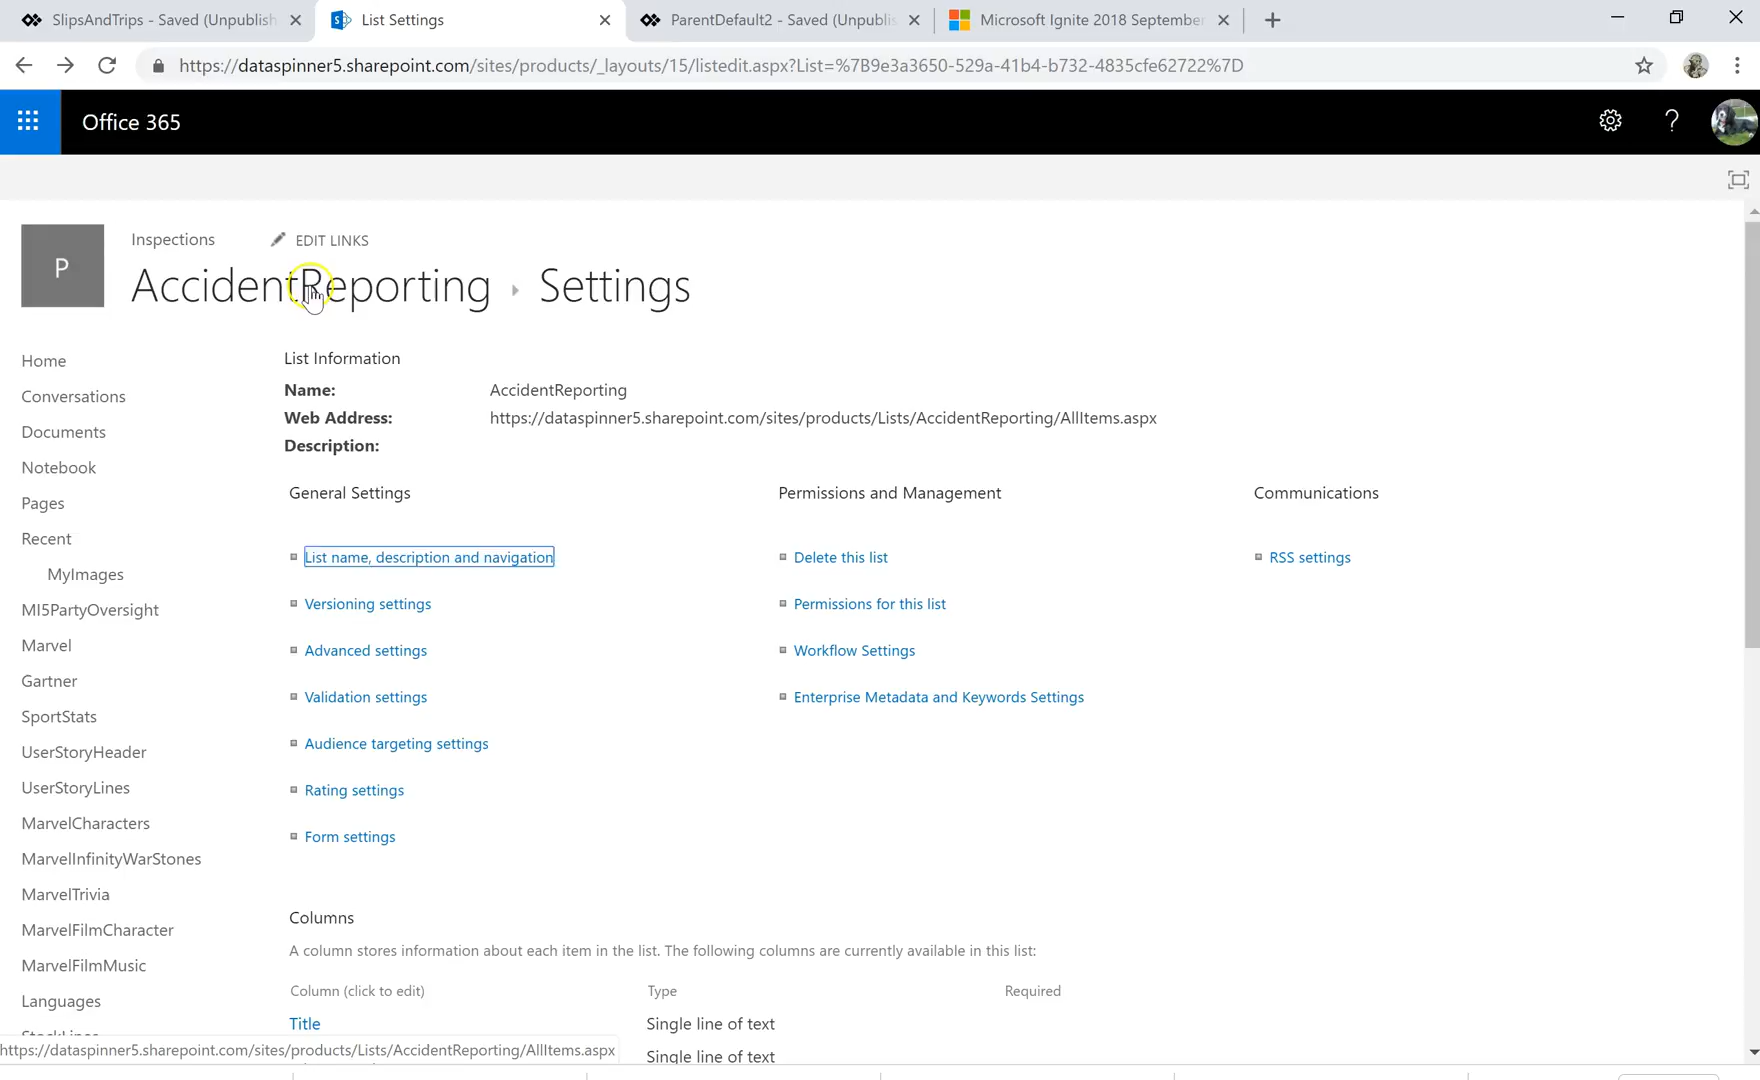 SlipsAndTrips - Saved (Unpublish
List Settings
ParentDefault2 - Saved (Unpublis
Microsoft Ignite 2018 September
https://dataspinner5.sharepoint.com/sites/products/_layouts/15/listedit.aspx?List=%7B9e3a3650-529a-41b4-b732-4835cfe62722%7D
Office 365
P
Inspections
EDIT LINKS
AccidentReporting
Settings
Home
Conversations
Documents
Notebook
Pages
Recent
MyImages
MI5PartyOversight
Marvel
Gartner
SportStats
UserStoryHeader
UserStoryLines
MarvelCharacters
MarvelInfinityWarStones
MarvelTrivia
MarvelFilmCharacter
MarvelFilmMusic
Languages
List Information
Name: AccidentReporting
Web Address: https://dataspinner5.sharepoint.com/sites/products/Lists/AccidentReporting/AllItems.aspx
Description:
General Settings
List name, description and navigation
Versioning settings
Advanced settings
Validation settings
Audience targeting settings
Rating settings
Form settings
Permissions and Management
Delete this list
Permissions for this list
Workflow Settings
Enterprise Metadata and Keywords Settings
Communications
RSS settings
Columns
A column stores information about each item in the list. The following columns are currently available in this list:
Column (click to edit) Type Required
Title Single line of text
Single line of text
https://dataspinner5.sharepoint.com/sites/products/Lists/AccidentReporting/AllItems.aspx